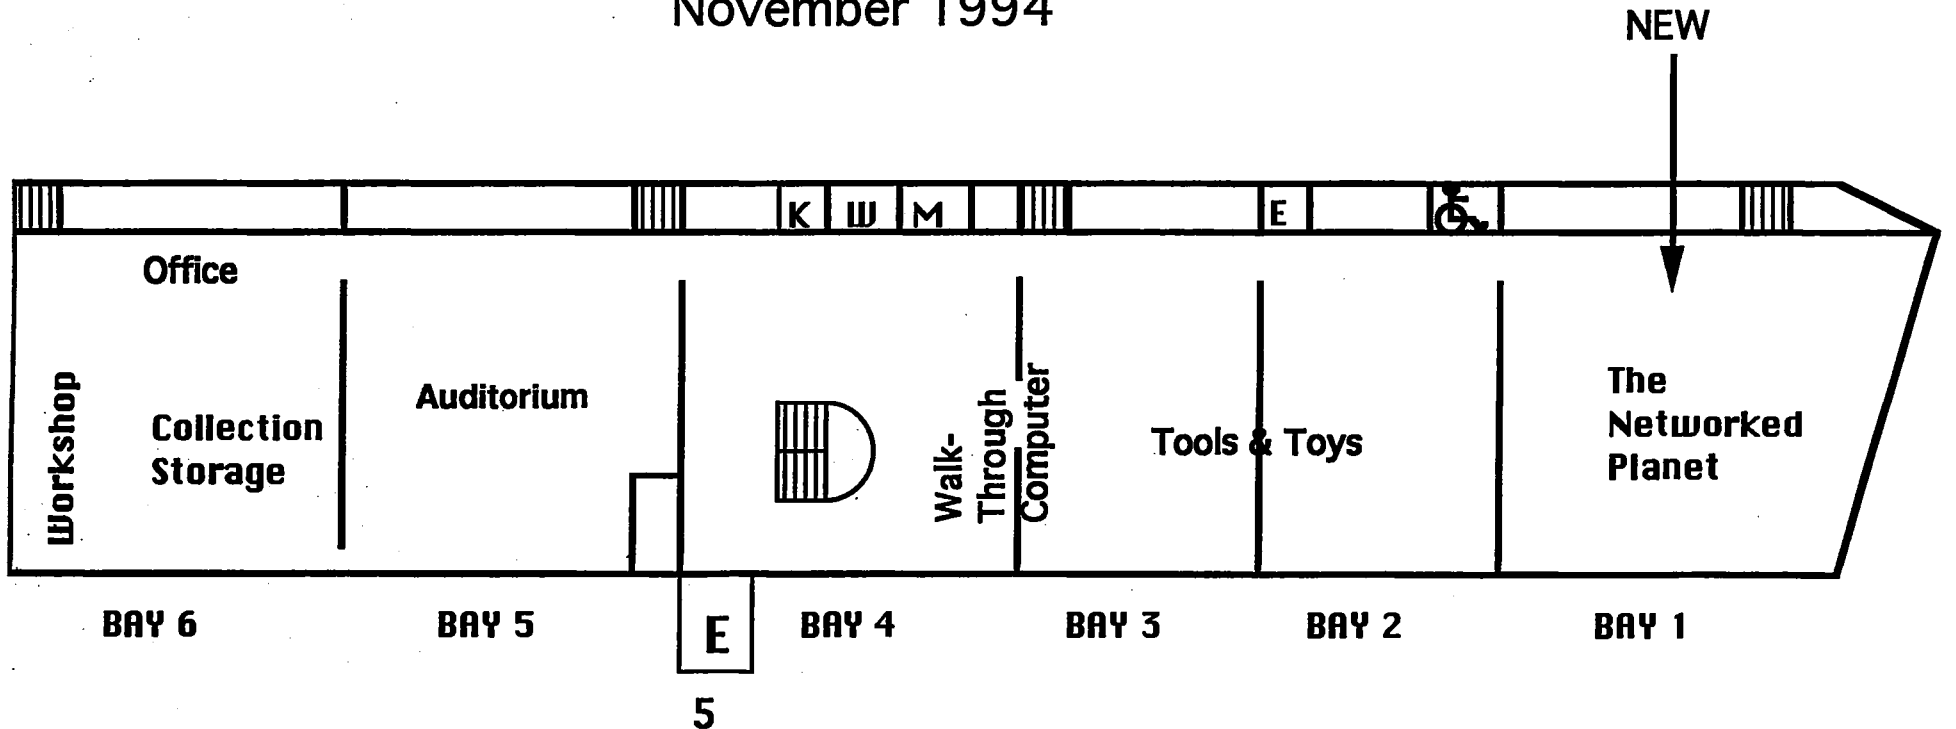 November 1994
NEW
K W M E
Office
Workshop
Collection
Storage
Auditorium
Walk-
Through
Computer
Tools & Toys
The
Networked
Planet
BAY 6 BAY 5 E BAY 4 BAY 3 BAY 2 BAY 1
5